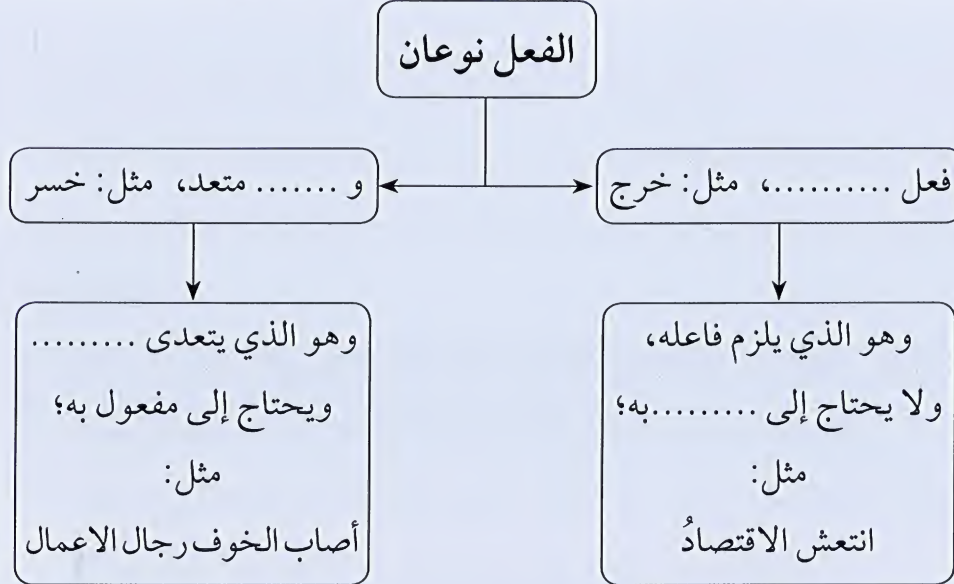 الفعل نوعان
فعل ..........، مثل: خرج
و ....... متعد، مثل: خسر
وهو الذي يلزم فاعله،
ولا يحتاج إلى .........به؛
مثل:
انتعش الاقتصادُ
وهو الذي يتعدى .........
ويحتاج إلى مفعول به؛
مثل:
أصاب الخوف رجال الاعمال